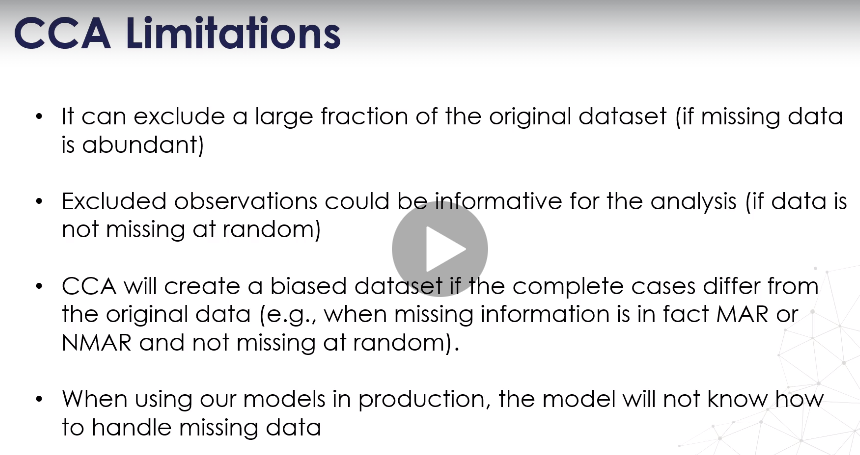 CCA Limitations
• It can exclude a large fraction of the original dataset (if missing data
is abundant)
• Excluded observations could be informative for the analysis (if data is
not missing at random)
• CCA will create a biased dataset if the complete cases differ from
the original data (e.g., when missing information is in fact MAR or
NMAR and not missing at random).
• When using our models in production, the model will not know how
to handle missing data